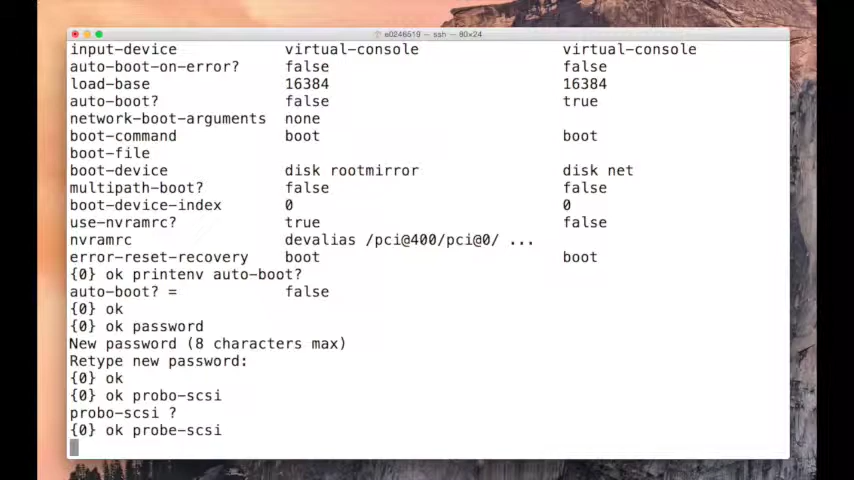 s0246519 — ssh — 80×24
input-device virtual-console virtual-console
auto-boot-on-error? false false
load-base 16384 16384
auto-boot? false true
network-boot-arguments none
boot-command boot boot
boot-file
boot-device disk rootmirror disk net
multipath-boot? false false
boot-device-index 0 0
use-nvramrc? true false
nvramrc devalias /pci@400/pci@0/ ...
error-reset-recovery boot boot
{0} ok printenv auto-boot?
auto-boot? = false
{0} ok
{0} ok password
New password (8 characters max)
Retype new password:
{0} ok
{0} ok probo-scsi
probo-scsi ?
{0} ok probe-scsi